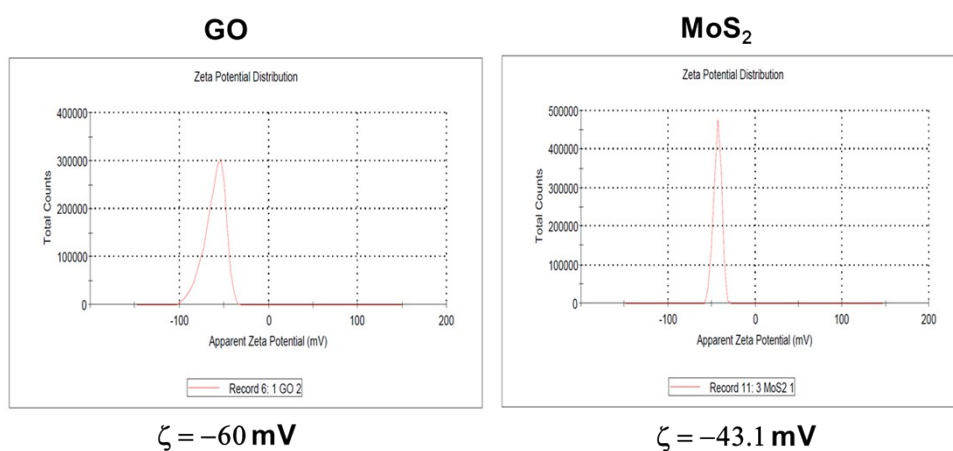 GO
Zeta Potential Distribution
Total Counts
400000
300000
200000
100000
0
-100
0
100
200
Apparent Zeta Potential (mV)
Record 6: 1 GO 2
ζ = −60 mV
MoS₂
Zeta Potential Distribution
Total Counts
500000
400000
300000
200000
100000
0
-100
0
100
200
Apparent Zeta Potential (mV)
Record 11: 3 MoS2 1
ζ = −43.1 mV